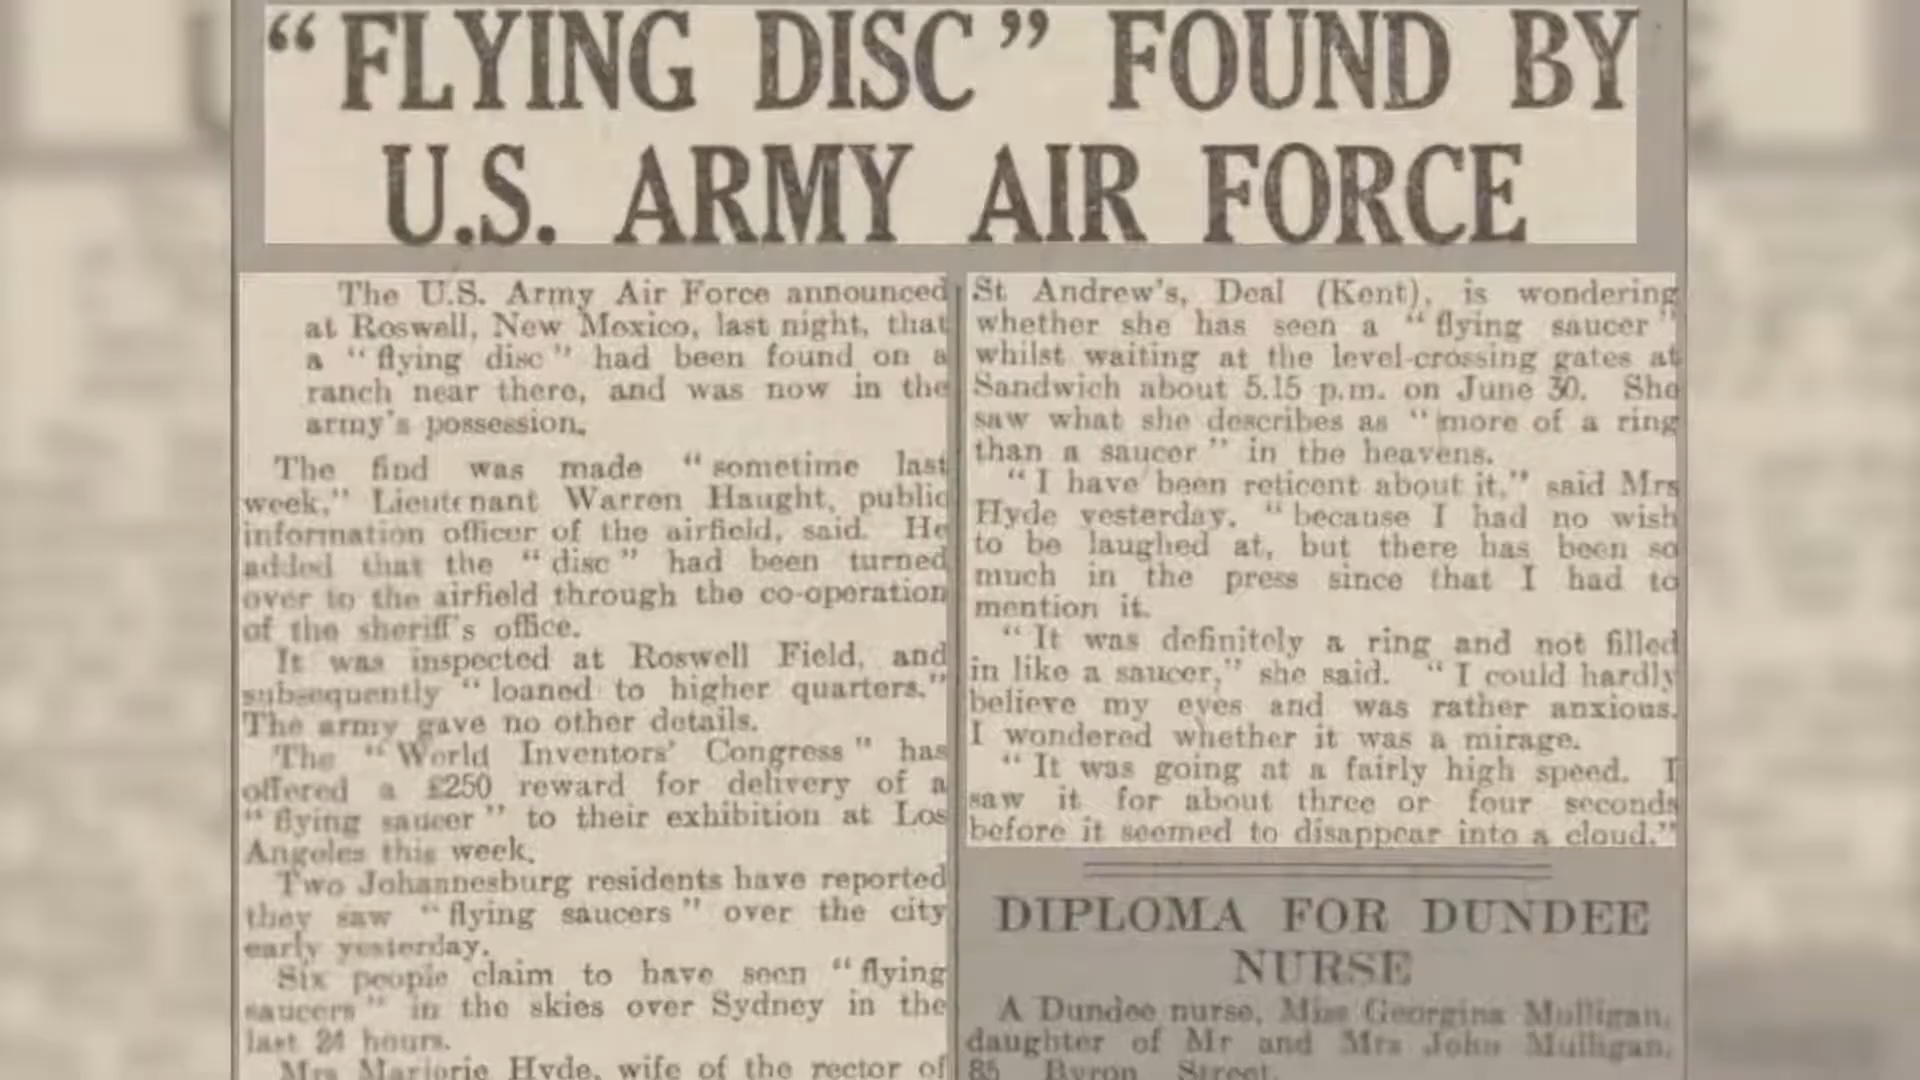 “FLYING DISC” FOUND BY
U.S. ARMY AIR FORCE
The U.S. Army Air Force announced
at Roswell, New Mexico, last night, that
a “flying disc” had been found on a
ranch near there, and was now in the
army's possession.
The find was made “sometime last
week,” Lieutenant Warren Haught, public
information officer of the airfield, said. He
added that the “disc” had been turned
over to the airfield through the co-operation
of the sheriff's office.
It was inspected at Roswell Field, and
subsequently “loaned to higher quarters.”
The army gave no other details.
The “World Inventors' Congress” has
offered a £250 reward for delivery of a
“flying saucer” to their exhibition at Los
Angeles this week.
Two Johannesburg residents have reported
they saw “flying saucers” over the city
early yesterday.
Six people claim to have seen “flying
saucers” in the skies over Sydney in the
last 24 hours.
Mrs Marjorie Hyde, wife of the rector of
St Andrew's, Deal (Kent), is wondering
whether she has seen a “flying saucer”
whilst waiting at the level-crossing gates at
Sandwich about 5.15 p.m. on June 30. She
saw what she describes as “more of a ring
than a saucer” in the heavens.
“I have been reticent about it,” said Mrs
Hyde yesterday, “because I had no wish
to be laughed at, but there has been so
much in the press since that I had to
mention it.
“It was definitely a ring and not filled
in like a saucer,” she said. “I could hardly
believe my eyes and was rather anxious.
I wondered whether it was a mirage.
“It was going at a fairly high speed. I
saw it for about three or four seconds
before it seemed to disappear into a cloud.”
DIPLOMA FOR DUNDEE
NURSE
A Dundee nurse, Miss Georgina Mulligan,
daughter of Mr and Mrs John Mulligan,
85 Byron Street,